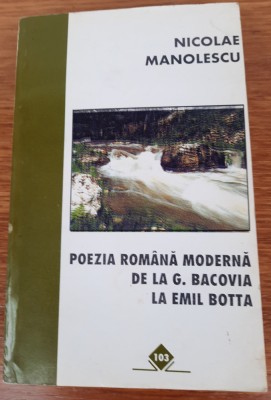 NICOLAE
MANOLESCU
POEZIA ROMÂNĂ MODERNĂ
DE LA G. BACOVIA
LA EMIL BOTTA
103